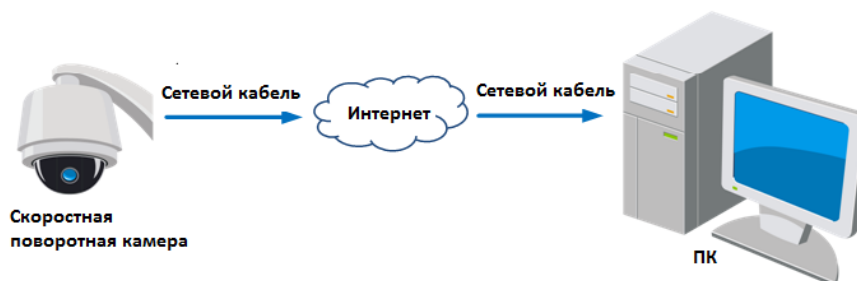 Сетевой кабель
Интернет
Сетевой кабель
Скоростная
поворотная камера
ПК